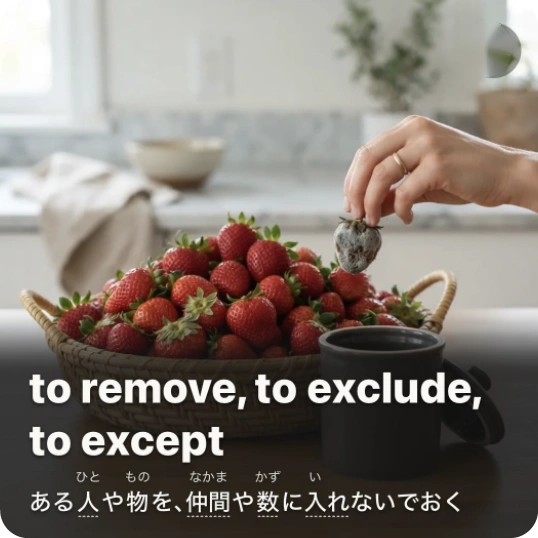 to remove, to exclude,
to except
ひと もの なかま かず い
ある人や物を、仲間や数に入れないでおく